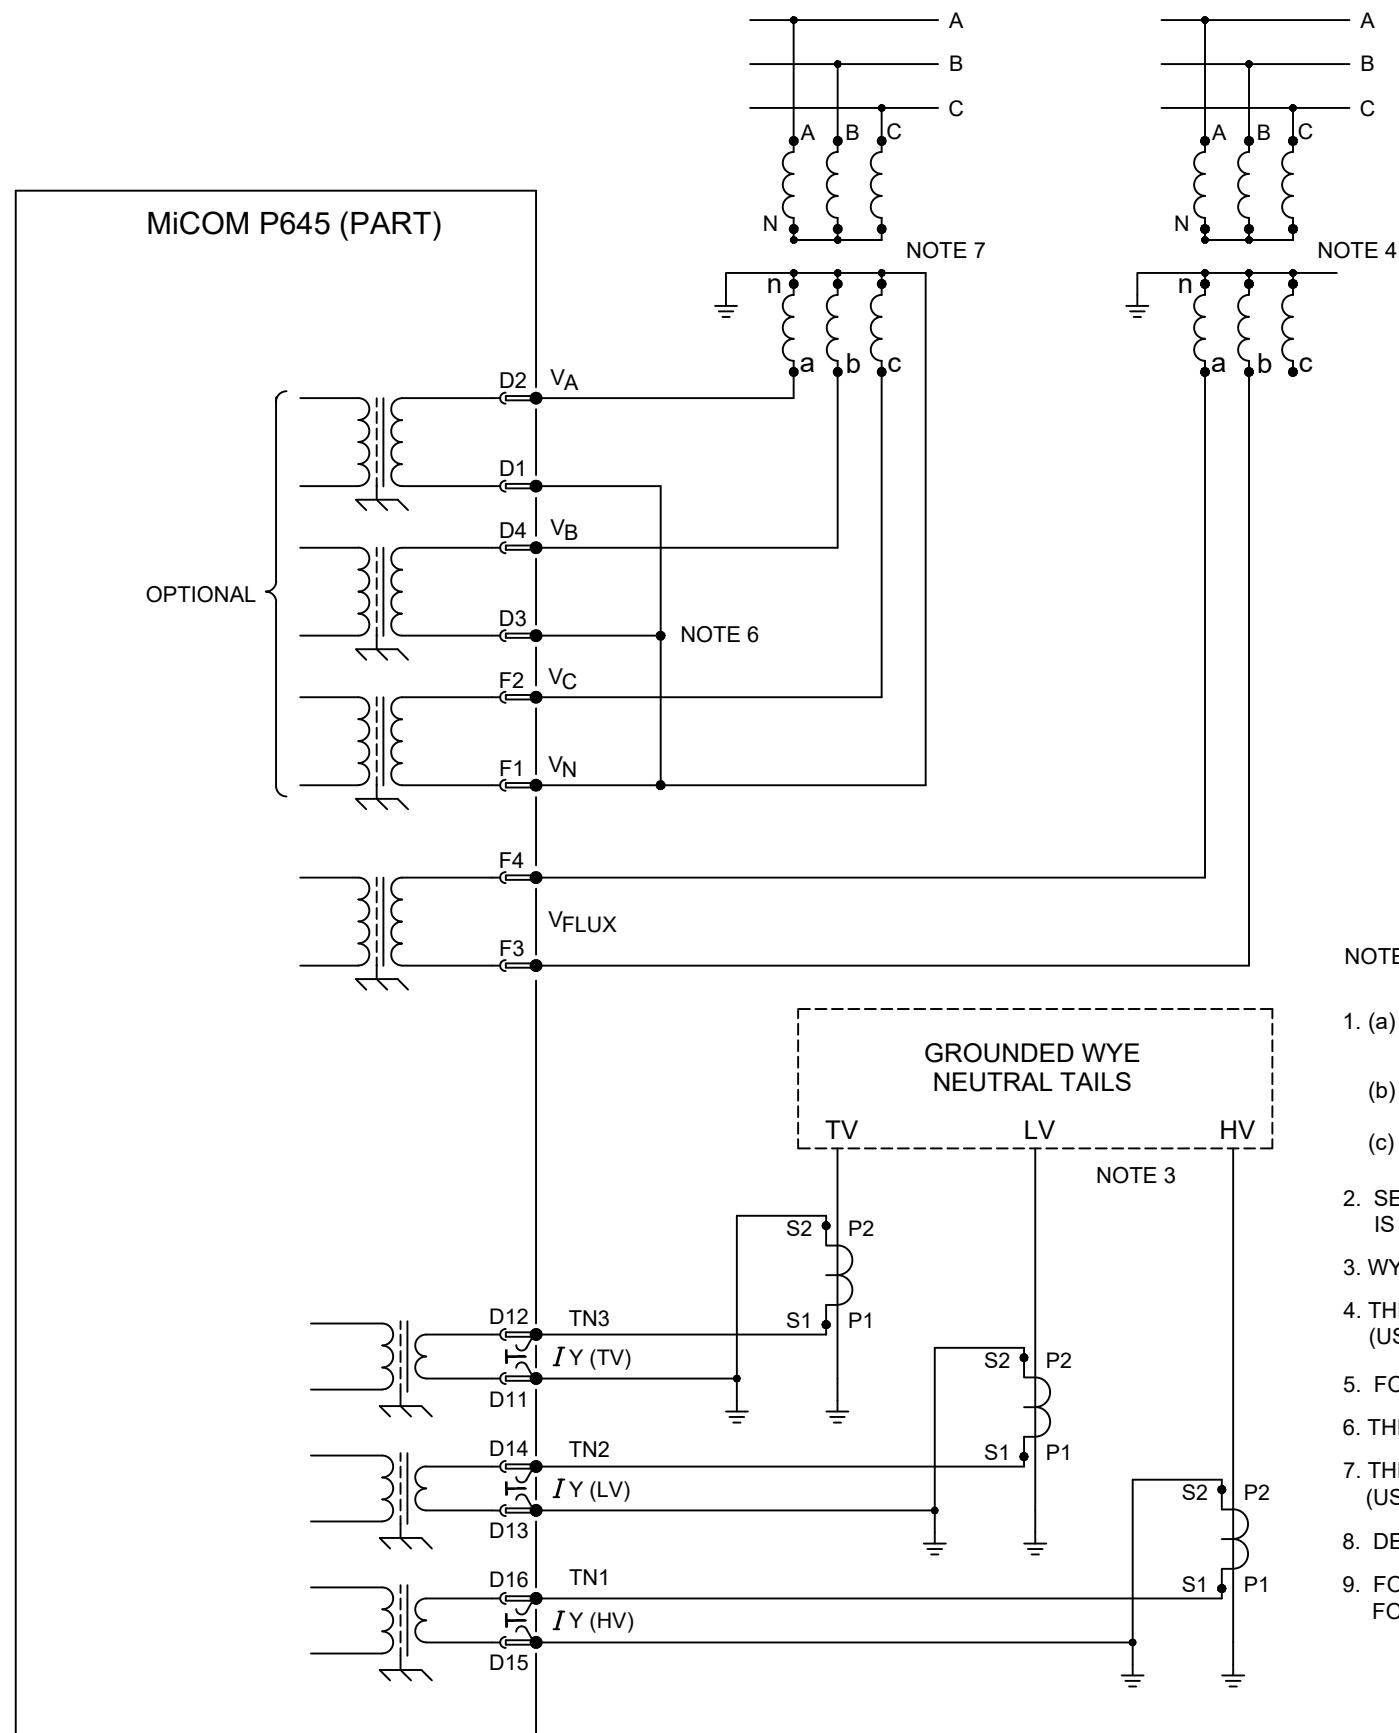 A
B
C
A B C
N
NOTE 7
n
a b c
A
B
C
A B C
N
NOTE 4
n
a b c
MiCOM P645 (PART)
D2 VA
D1
D4 VB
OPTIONAL
D3
NOTE 6
F2 VC
F1 VN
F4
VFLUX
F3
GROUNDED WYE
NEUTRAL TAILS
TV LV HV
NOTE 3
S2 P2
S1 P1
D12 TN3
I Y (TV)
D11
S2 P2
S1 P1
D14 TN2
I Y (LV)
D13
S2 P2
S1 P1
D16 TN1
I Y (HV)
D15
NOTE
1. (a)
(b)
(c)
2. SE
IS
3. WY
4. TH
(US
5. FO
6. TH
7. TH
(US
8. DE
9. FO
FO